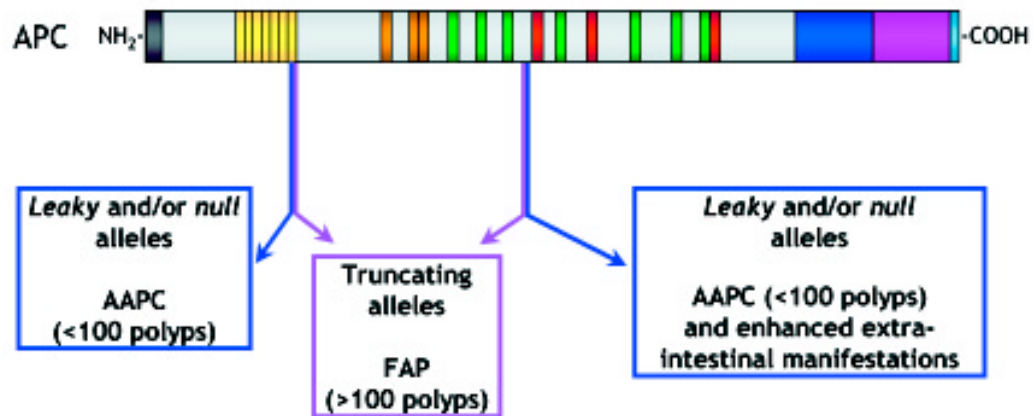 APC NH2- -COOH
Leaky and/or null
alleles
AAPC
(<100 polyps)
Truncating
alleles
FAP
(>100 polyps)
Leaky and/or null
alleles
AAPC (<100 polyps)
and enhanced extra-
intestinal manifestations